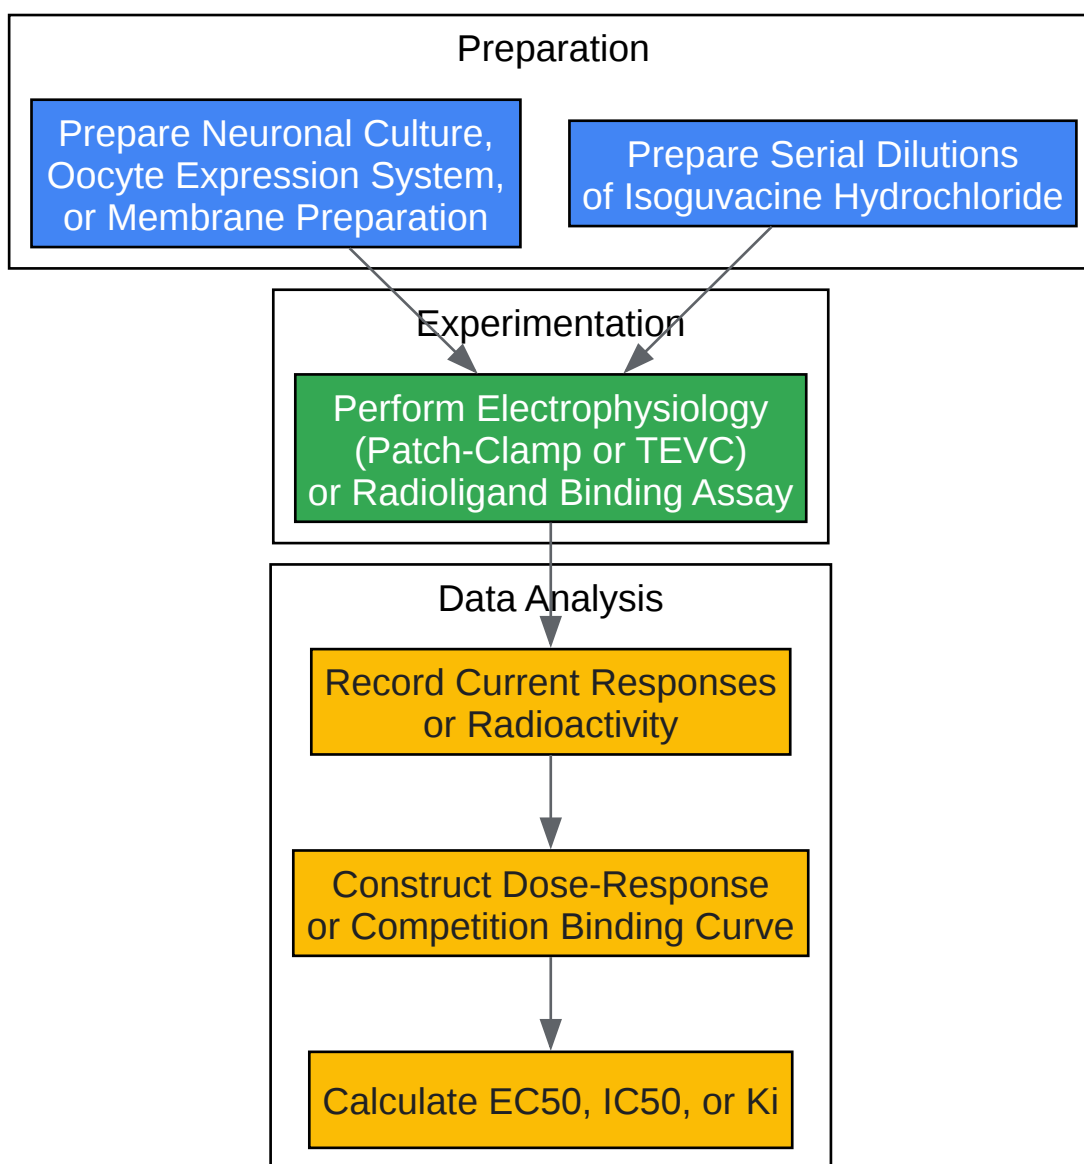 Preparation
Prepare Neuronal Culture,
Oocyte Expression System,
or Membrane Preparation
Prepare Serial Dilutions
of Isoguvacine Hydrochloride
Experimentation
Perform Electrophysiology
(Patch-Clamp or TEVC)
or Radioligand Binding Assay
Data Analysis
Record Current Responses
or Radioactivity
Construct Dose-Response
or Competition Binding Curve
Calculate EC50, IC50, or Ki